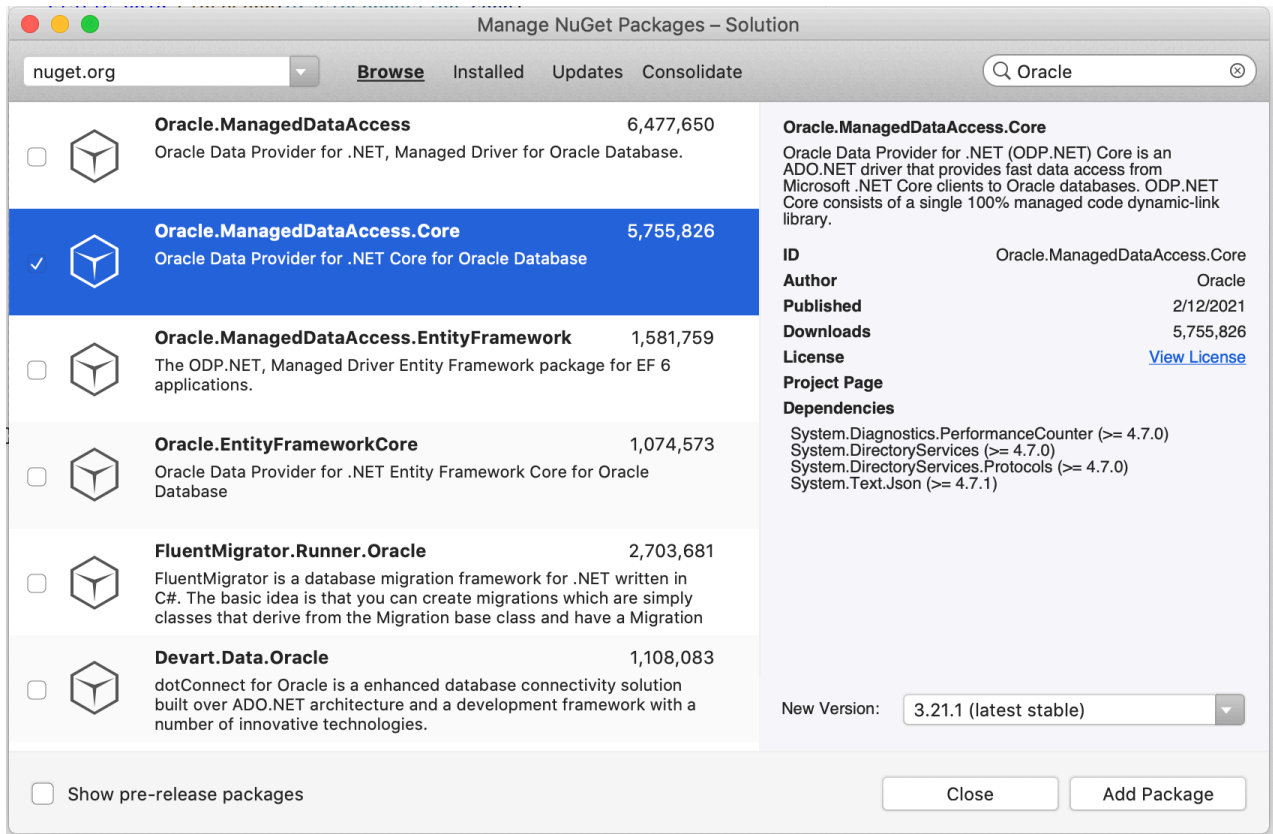 Manage NuGet Packages – Solution
nuget.org
Browse
Installed
Updates
Consolidate
Oracle
Oracle.ManagedDataAccess 6,477,650
Oracle Data Provider for .NET, Managed Driver for Oracle Database.
Oracle.ManagedDataAccess.Core 5,755,826
Oracle Data Provider for .NET Core for Oracle Database
Oracle.ManagedDataAccess.EntityFramework 1,581,759
The ODP.NET, Managed Driver Entity Framework package for EF 6
applications.
Oracle.EntityFrameworkCore 1,074,573
Oracle Data Provider for .NET Entity Framework Core for Oracle
Database
FluentMigrator.Runner.Oracle 2,703,681
FluentMigrator is a database migration framework for .NET written in
C#. The basic idea is that you can create migrations which are simply
classes that derive from the Migration base class and have a Migration
Devart.Data.Oracle 1,108,083
dotConnect for Oracle is a enhanced database connectivity solution
built over ADO.NET architecture and a development framework with a
number of innovative technologies.
Oracle.ManagedDataAccess.Core
Oracle Data Provider for .NET (ODP.NET) Core is an
ADO.NET driver that provides fast data access from
Microsoft .NET Core clients to Oracle databases. ODP.NET
Core consists of a single 100% managed code dynamic-link
library.
ID Oracle.ManagedDataAccess.Core
Author Oracle
Published 2/12/2021
Downloads 5,755,826
License View License
Project Page
Dependencies
System.Diagnostics.PerformanceCounter (>= 4.7.0)
System.DirectoryServices (>= 4.7.0)
System.DirectoryServices.Protocols (>= 4.7.0)
System.Text.Json (>= 4.7.1)
New Version: 3.21.1 (latest stable)
Show pre-release packages
Close
Add Package